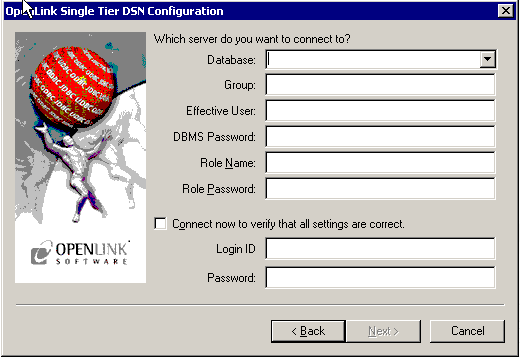 OpenLink Single Tier DSN Configuration
Which server do you want to connect to?
Database:
Group:
Effective User:
DBMS Password:
Role Name:
Role Password:
Connect now to verify that all settings are correct.
Login ID
Password:
OPENLINK
SOFTWARE
< Back
Next >
Cancel